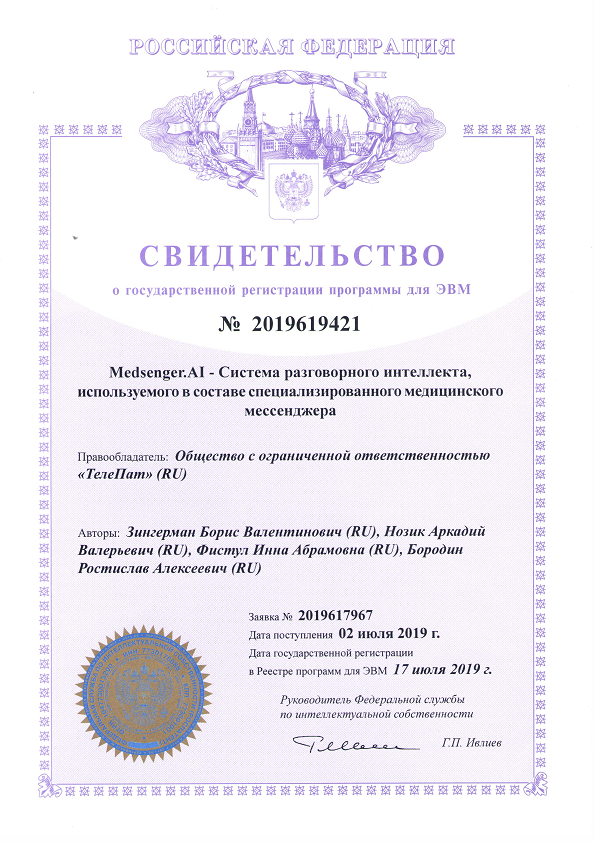 РОССИЙСКАЯ ФЕДЕРАЦИЯ
СВИДЕТЕЛЬСТВО
о государственной регистрации программы для ЭВМ
№ 2019619421
Medsenger.AI - Система разговорного интеллекта,
используемого в составе специализированного медицинского
мессенджера
Правообладатель: Общество с ограниченной ответственностью
«ТелеПат» (RU)
Авторы: Зингерман Борис Валентинович (RU), Нозик Аркадий
Валерьевич (RU), Фистул Инна Абрамовна (RU), Бородин
Ростислав Алексеевич (RU)
Заявка № 2019617967
Дата поступления 02 июля 2019 г.
Дата государственной регистрации
в Реестре программ для ЭВМ 17 июля 2019 г.
Руководитель Федеральной службы
по интеллектуальной собственности
Г.П. Ивлиев